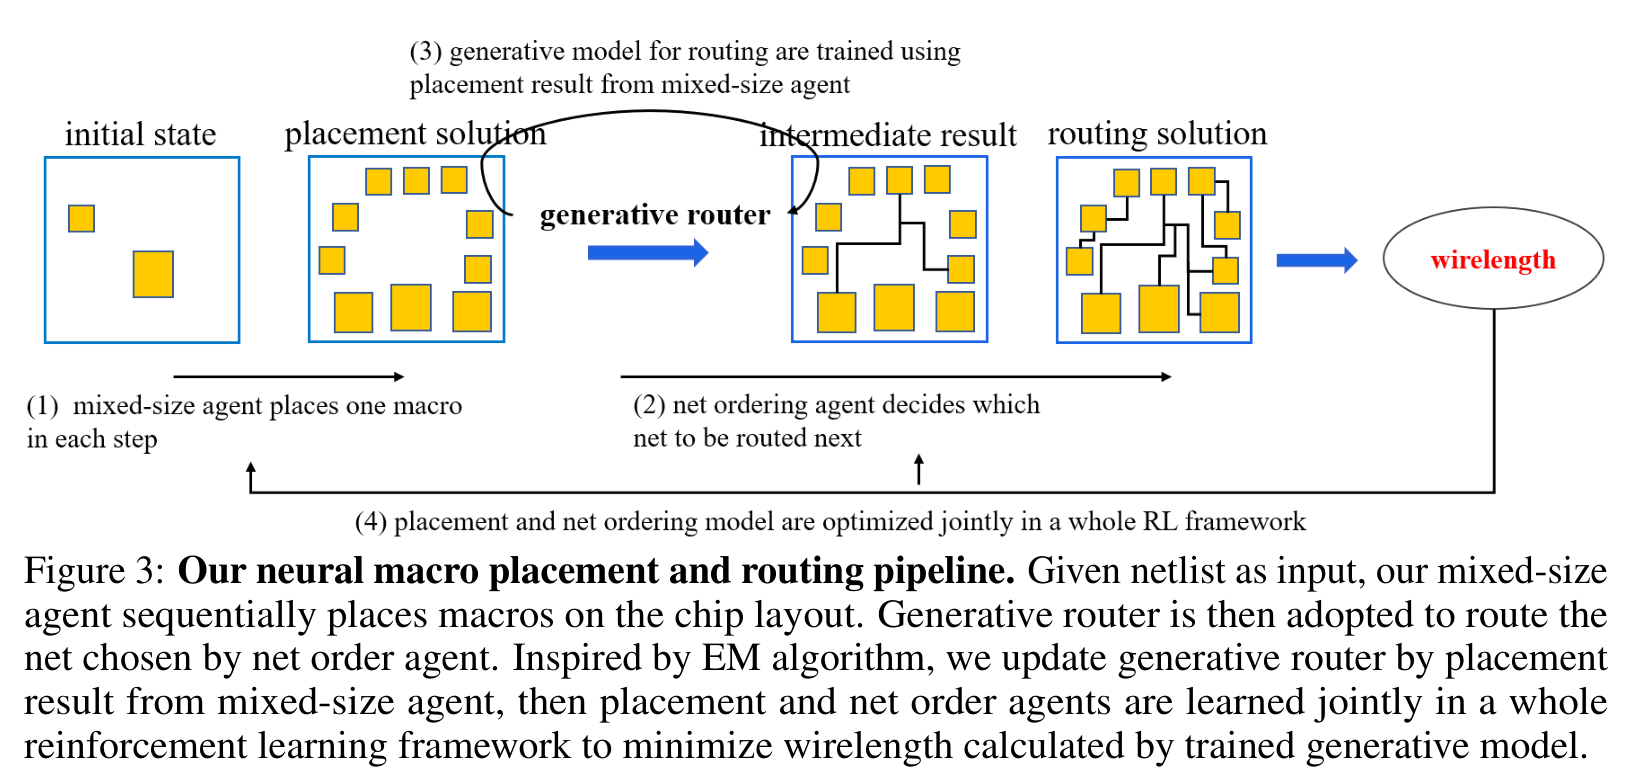 (3) generative model for routing are trained using
placement result from mixed-size agent
initial state
placement solution
intermediate result
routing solution
generative router
wirelength
(1) mixed-size agent places one macro
in each step
(2) net ordering agent decides which
net to be routed next
(4) placement and net ordering model are optimized jointly in a whole RL framework
Figure 3: Our neural macro placement and routing pipeline. Given netlist as input, our mixed-size
agent sequentially places macros on the chip layout. Generative router is then adopted to route the
net chosen by net order agent. Inspired by EM algorithm, we update generative router by placement
result from mixed-size agent, then placement and net order agents are learned jointly in a whole
reinforcement learning framework to minimize wirelength calculated by trained generative model.